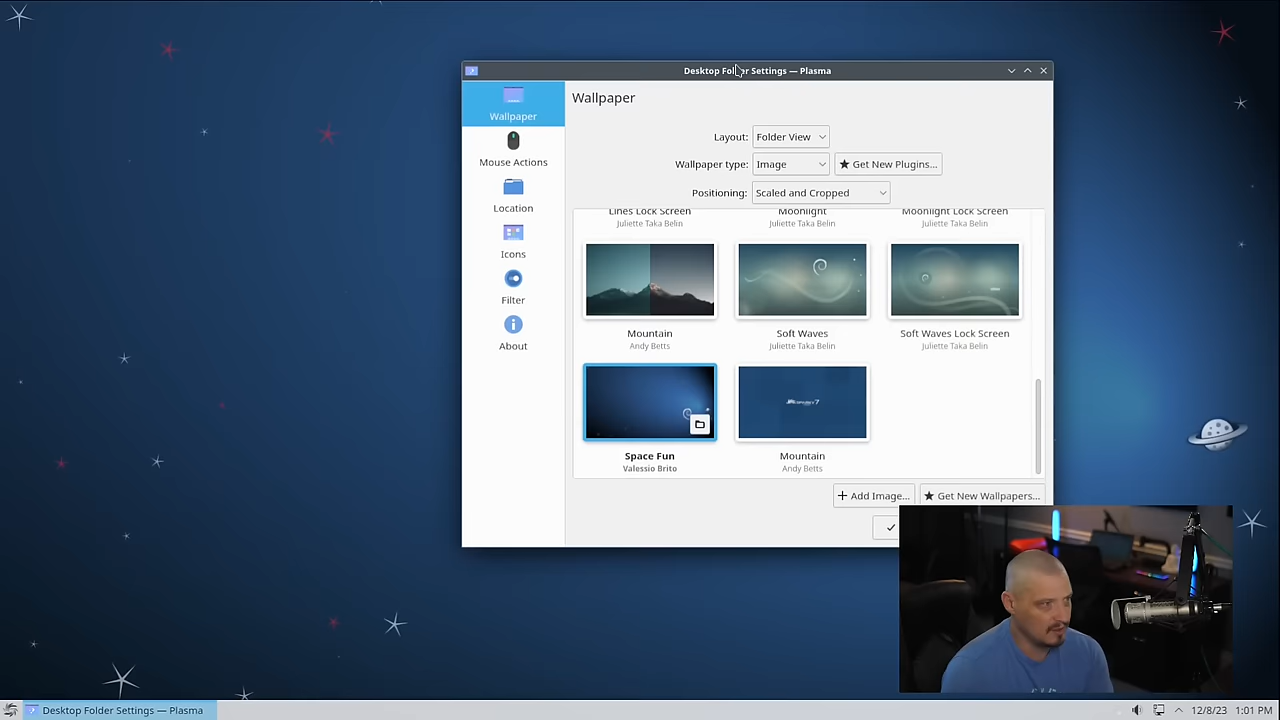 Desktop Folder Settings — Plasma
Wallpaper
Mouse Actions
Location
Icons
Filter
About
Wallpaper
Layout: Folder View
Wallpaper type: Image Get New Plugins...
Positioning: Scaled and Cropped
Lines Lock Screen Moonlight Moonlight Lock Screen
Juliette Taka Belin Juliette Taka Belin Juliette Taka Belin
Mountain Soft Waves Soft Waves Lock Screen
Andy Betts Juliette Taka Belin Juliette Taka Belin
Space Fun Mountain
Valessio Brito Andy Betts
Add Image... Get New Wallpapers...
Desktop Folder Settings — Plasma 12/8/23 1:01 PM